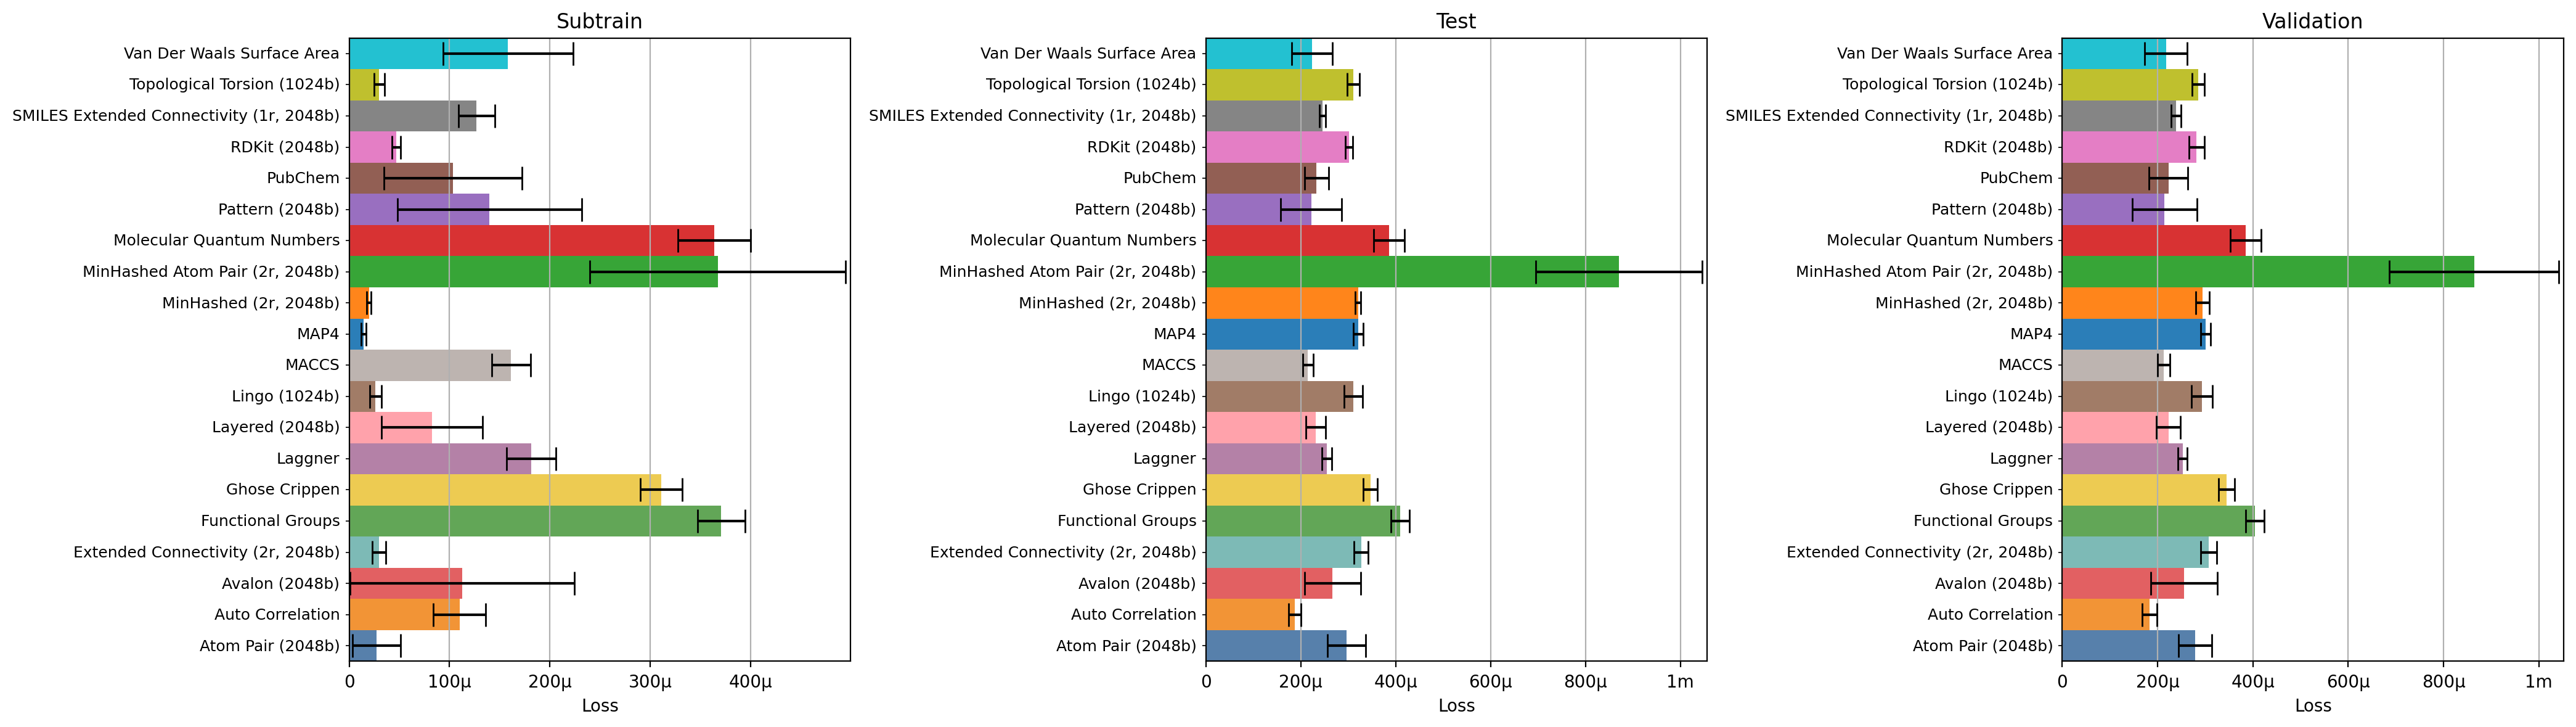 Subtrain
Van Der Waals Surface Area
Topological Torsion (1024b)
SMILES Extended Connectivity (1r, 2048b)
RDKit (2048b)
PubChem
Pattern (2048b)
Molecular Quantum Numbers
MinHashed Atom Pair (2r, 2048b)
MinHashed (2r, 2048b)
MAP4
MACCS
Lingo (1024b)
Layered (2048b)
Laggner
Ghose Crippen
Functional Groups
Extended Connectivity (2r, 2048b)
Avalon (2048b)
Auto Correlation
Atom Pair (2048b)
0 100μ 200μ 300μ 400μ
Loss
Test
Van Der Waals Surface Area
Topological Torsion (1024b)
SMILES Extended Connectivity (1r, 2048b)
RDKit (2048b)
PubChem
Pattern (2048b)
Molecular Quantum Numbers
MinHashed Atom Pair (2r, 2048b)
MinHashed (2r, 2048b)
MAP4
MACCS
Lingo (1024b)
Layered (2048b)
Laggner
Ghose Crippen
Functional Groups
Extended Connectivity (2r, 2048b)
Avalon (2048b)
Auto Correlation
Atom Pair (2048b)
0 200μ 400μ 600μ 800μ 1m
Loss
Validation
Van Der Waals Surface Area
Topological Torsion (1024b)
SMILES Extended Connectivity (1r, 2048b)
RDKit (2048b)
PubChem
Pattern (2048b)
Molecular Quantum Numbers
MinHashed Atom Pair (2r, 2048b)
MinHashed (2r, 2048b)
MAP4
MACCS
Lingo (1024b)
Layered (2048b)
Laggner
Ghose Crippen
Functional Groups
Extended Connectivity (2r, 2048b)
Avalon (2048b)
Auto Correlation
Atom Pair (2048b)
0 200μ 400μ 600μ 800μ 1m
Loss